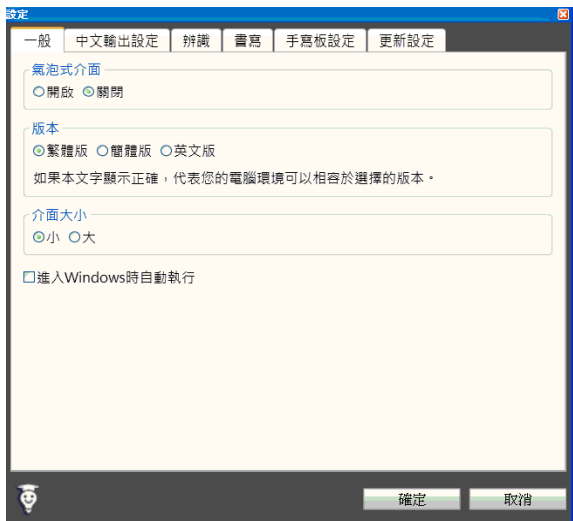 設定
一般 中文輸出設定 辨識 書寫 手寫板設定 更新設定
氣泡式介面
開啟 關閉
版本
繁體版 簡體版 英文版
如果本文字顯示正確，代表您的電腦環境可以相容於選擇的版本。
介面大小
小 大
進入Windows時自動執行
確定 取消